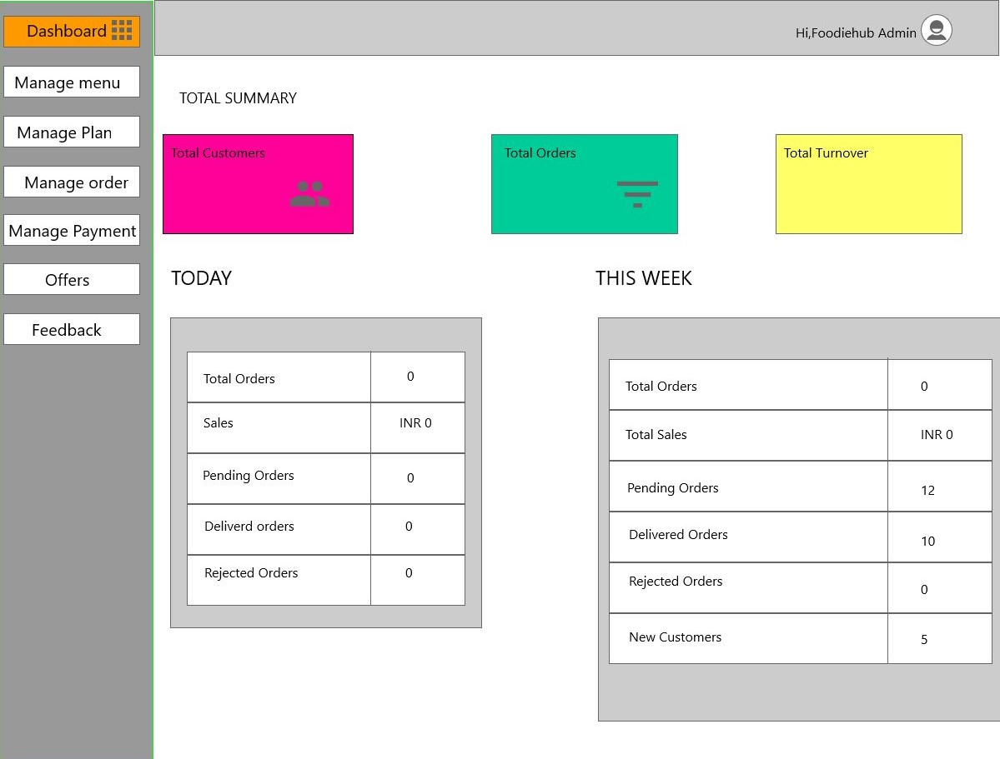 Dashboard
Hi,Foodiehub Admin
Manage menu
Manage Plan
Manage order
Manage Payment
Offers
Feedback
TOTAL SUMMARY
Total Customers
Total Orders
Total Turnover
TODAY
Total Orders 0
Sales INR 0
Pending Orders 0
Deliverd orders 0
Rejected Orders 0
THIS WEEK
Total Orders 0
Total Sales INR 0
Pending Orders 12
Delivered Orders 10
Rejected Orders 0
New Customers 5